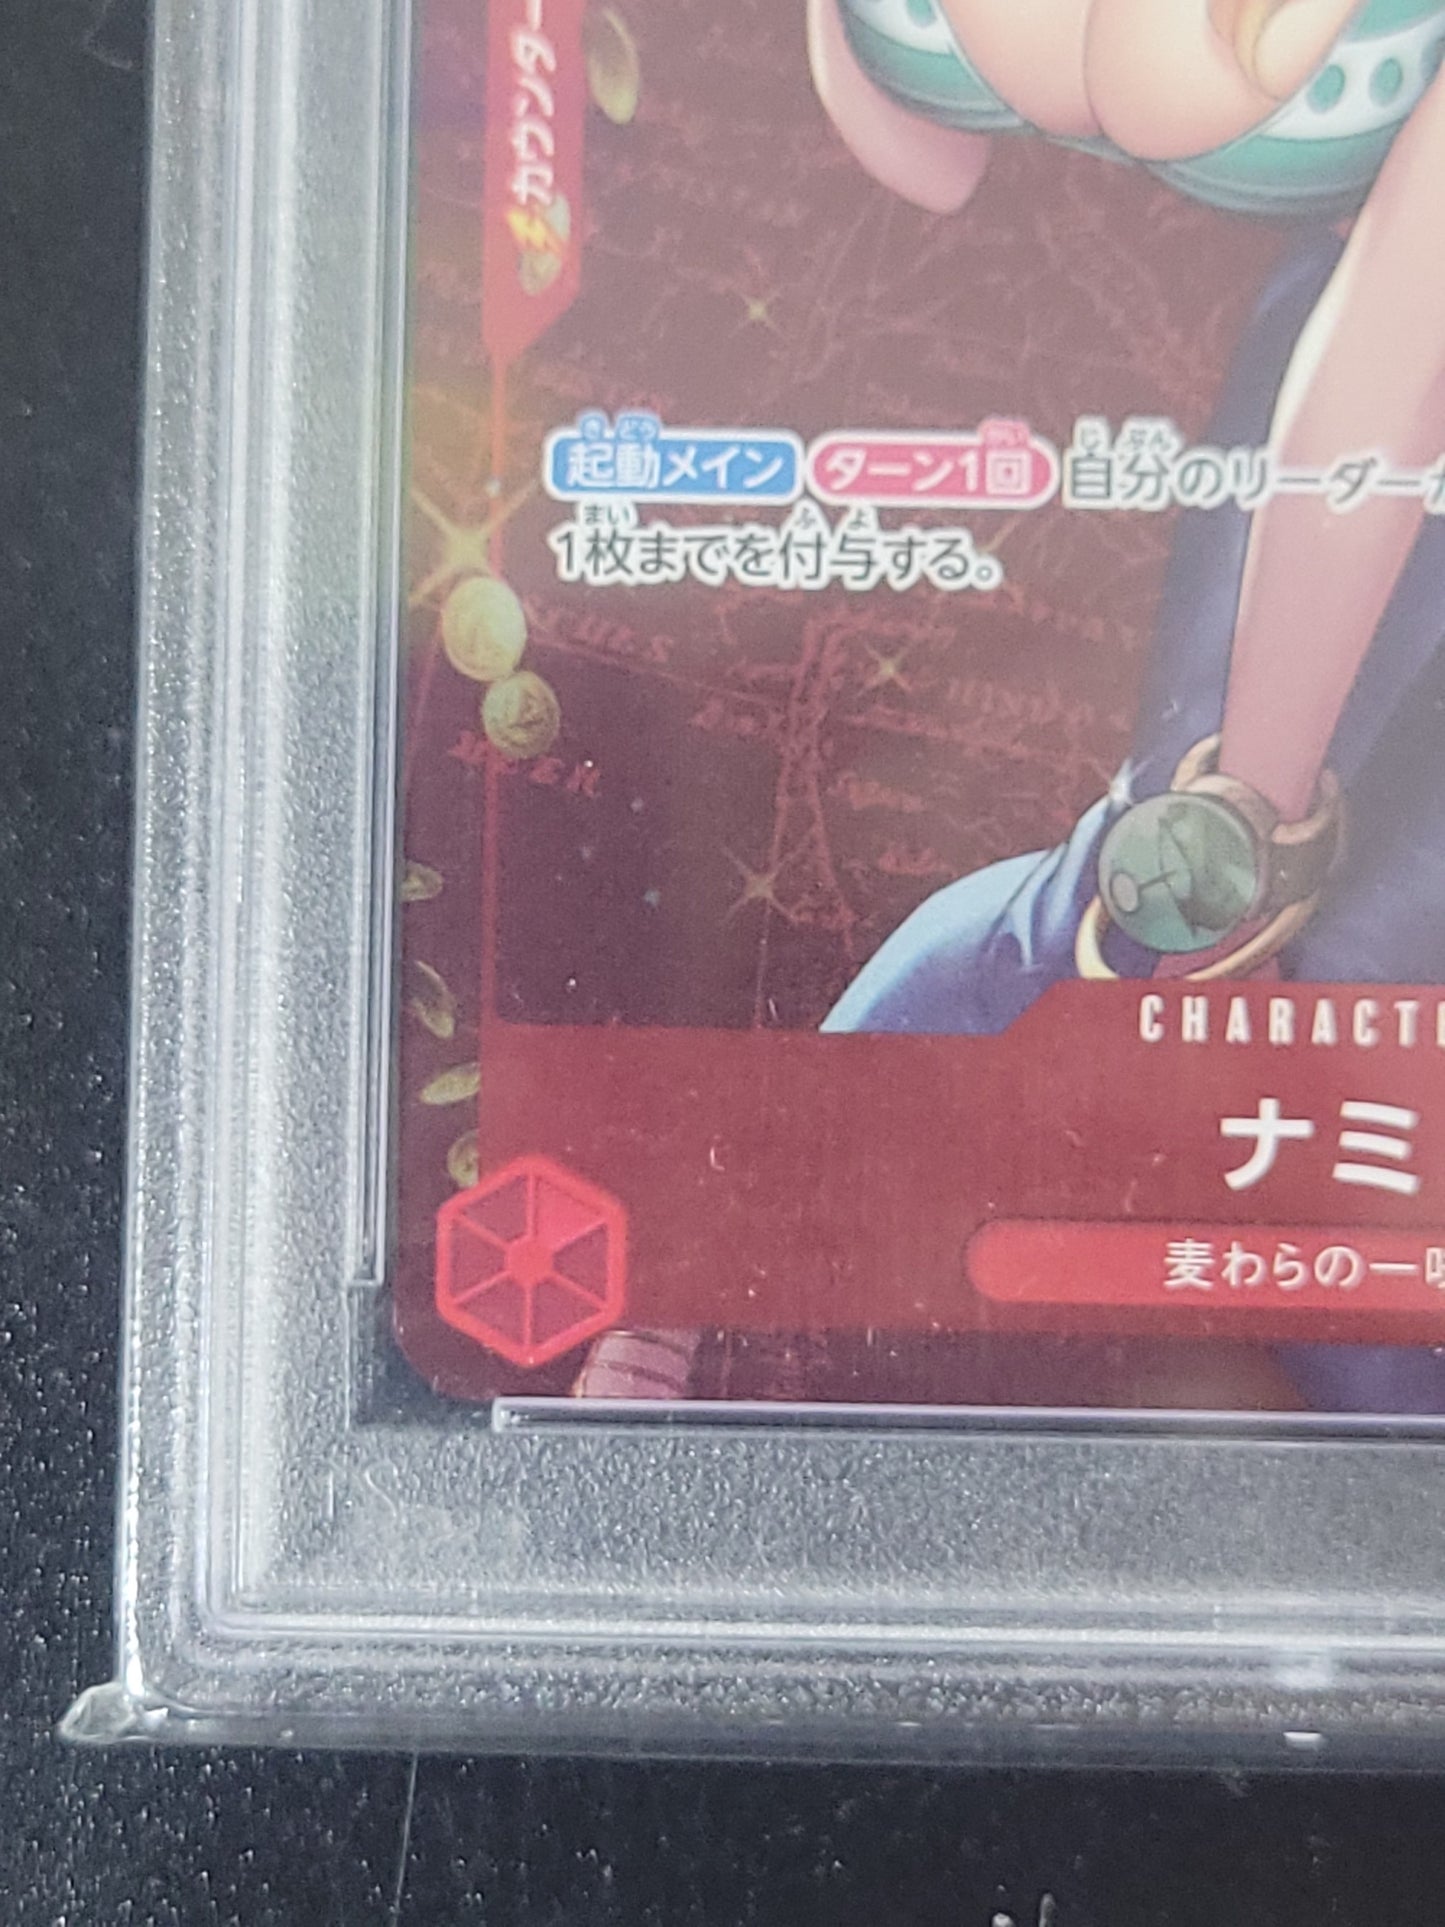 カウンター
起動メイン ターン1回 自分のリーダー
1枚までを付与する。
CHARACTE
ナミ
麦わらの一味